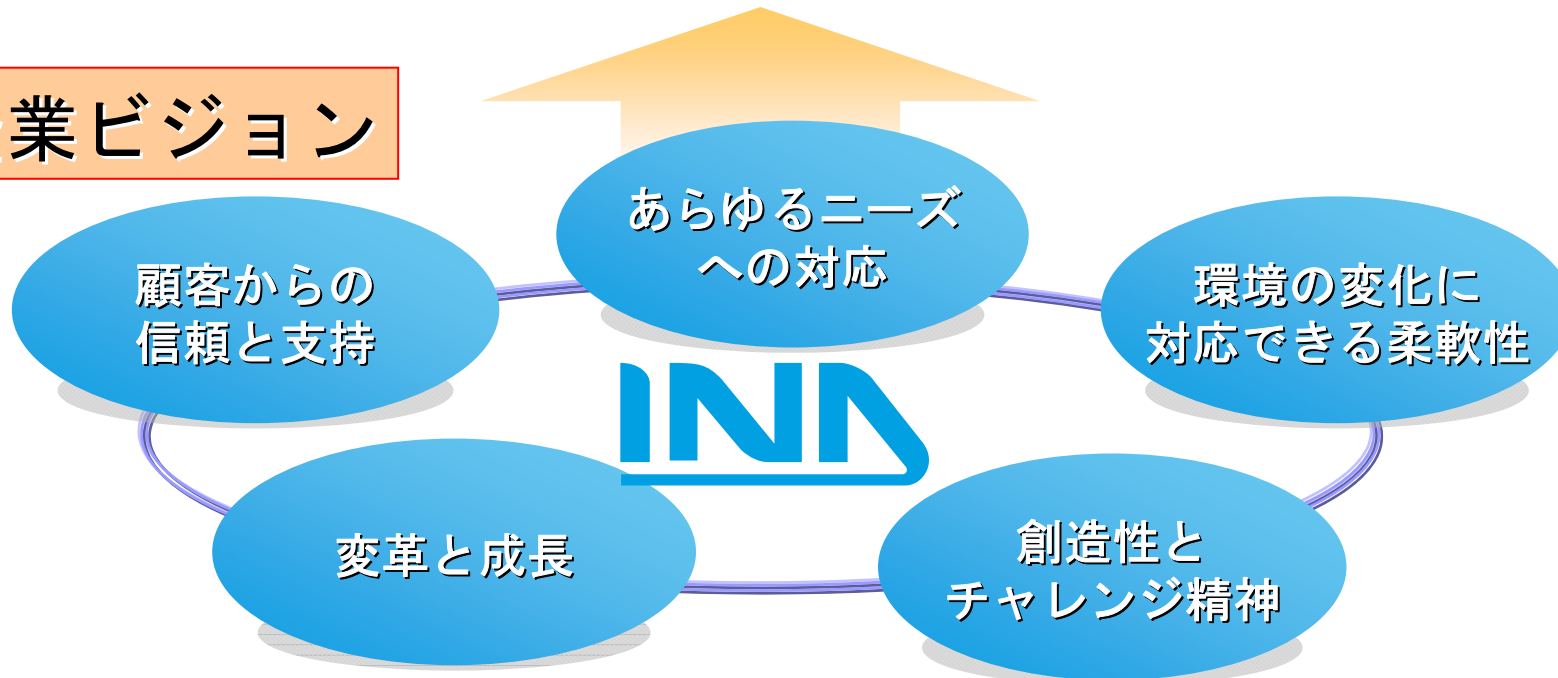 業ビジョン
あらゆるニーズ
への対応
顧客からの
信頼と支持
環境の変化に
対応できる柔軟性
INA
変革と成長
創造性と
チャレンジ精神